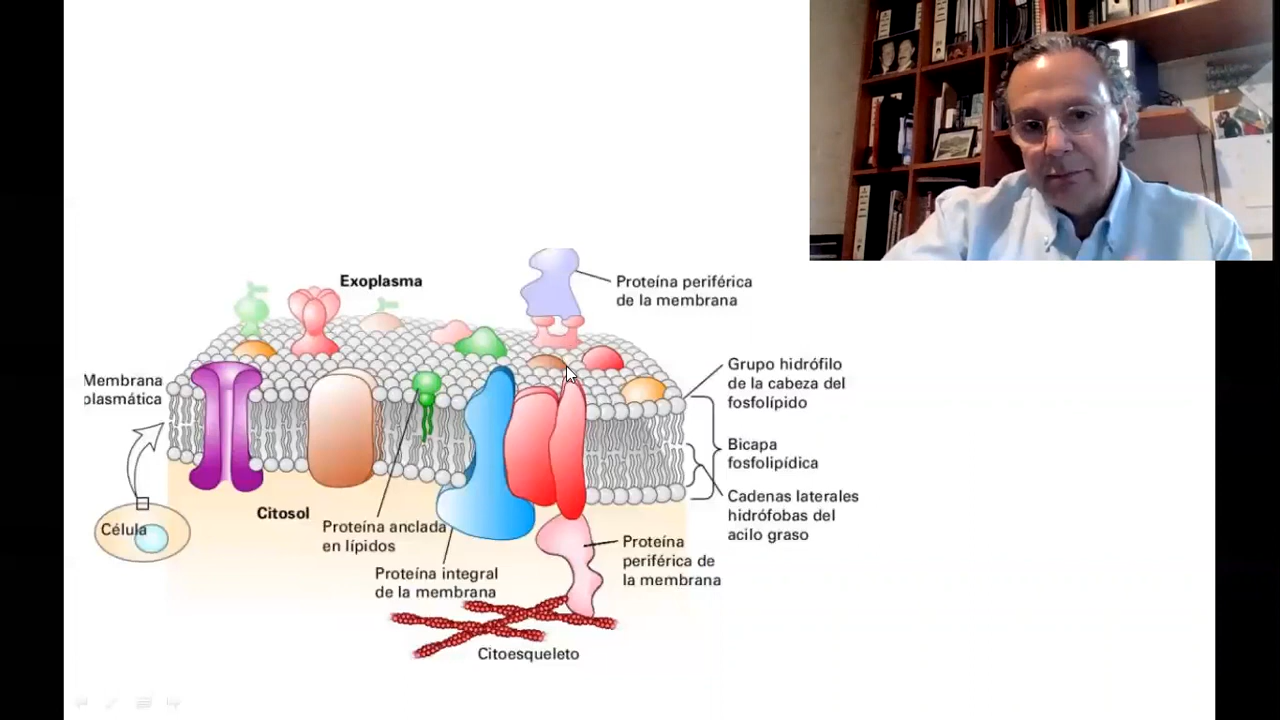 Exoplasma
Proteína periférica
de la membrana
Membrana
plasmática
Grupo hidrófilo
de la cabeza del
fosfolípido
Bicapa
fosfolipídica
Cadenas laterales
hidrófobas del
acilo graso
Célula
Citosol
Proteína anclada
en lípidos
Proteína integral
de la membrana
Proteína
periférica de
la membrana
Citoesqueleto